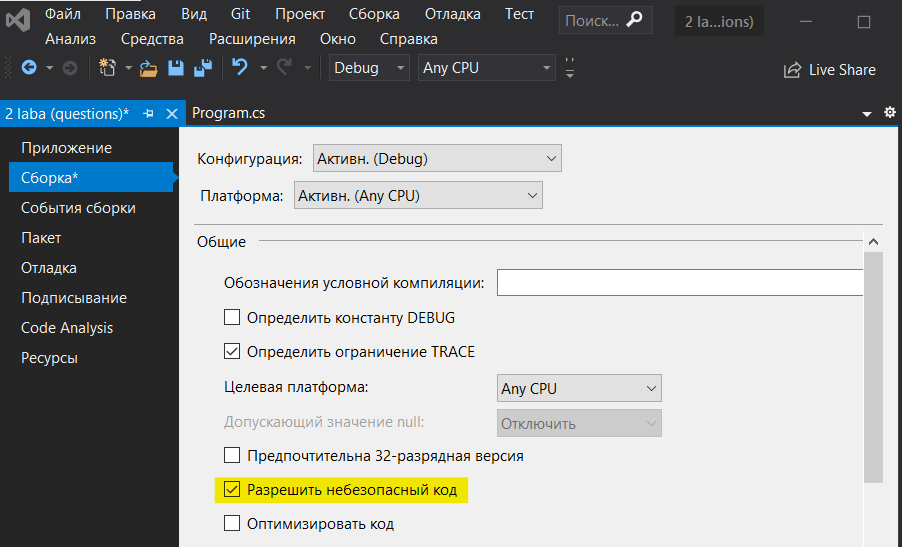 Файл Правка Вид Git Проект Сборка Отладка Тест
Анализ Средства Расширения Окно Справка
Поиск...
2 la...ions)
Debug Any CPU Live Share
2 laba (questions)* Program.cs
Приложение
Сборка*
События сборки
Пакет
Отладка
Подписывание
Code Analysis
Ресурсы
Конфигурация: Активн. (Debug)
Платформа: Активн. (Any CPU)
Общие
Обозначения условной компиляции:
Определить константу DEBUG
Определить ограничение TRACE
Целевая платформа: Any CPU
Допускающий значение null: Отключить
Предпочтительна 32-разрядная версия
Разрешить небезопасный код
Оптимизировать код